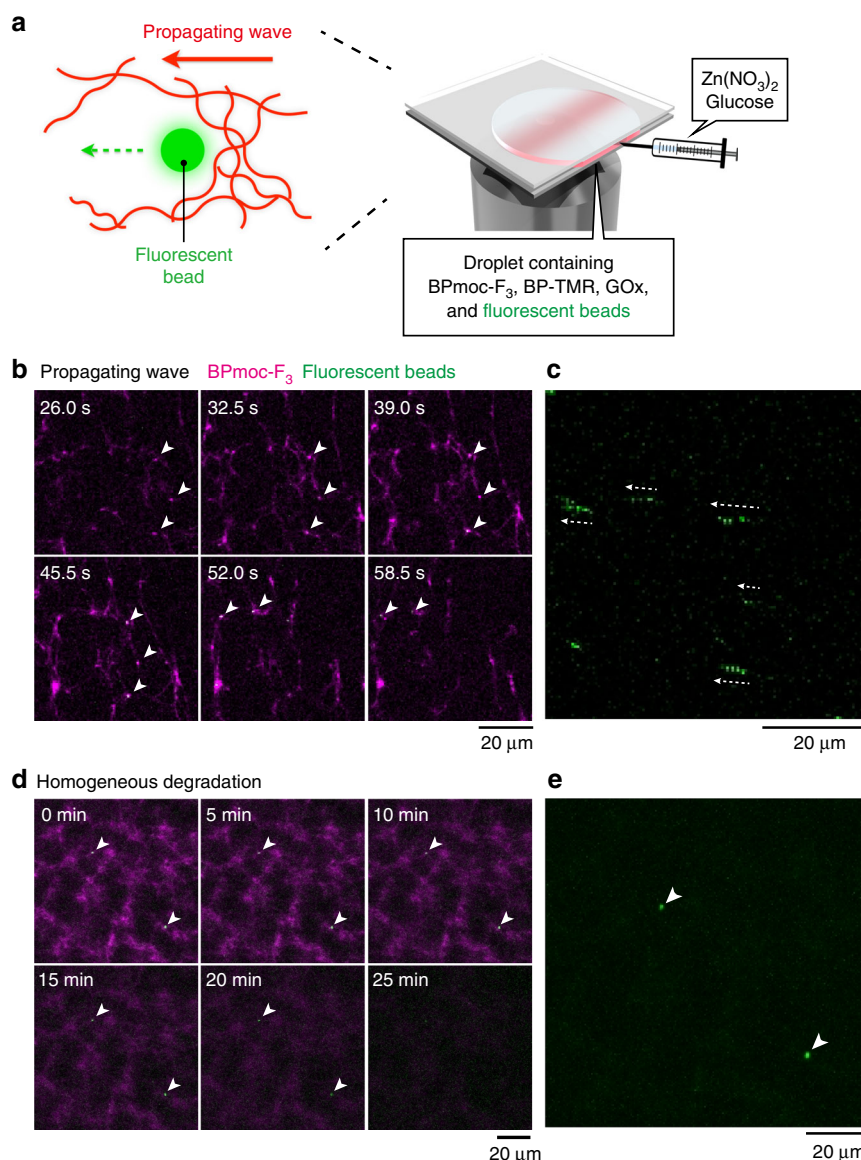 a
Propagating wave
Fluorescent
bead
Zn(NO₃)₂
Glucose
Droplet containing
BPmoc-F₃, BP-TMR, GOx,
and fluorescent beads
b Propagating wave BPmoc-F₃ Fluorescent beads
26.0 s 32.5 s 39.0 s
45.5 s 52.0 s 58.5 s
20 μm
c
20 μm
d Homogeneous degradation
0 min 5 min 10 min
15 min 20 min 25 min
20 μm
e
20 μm